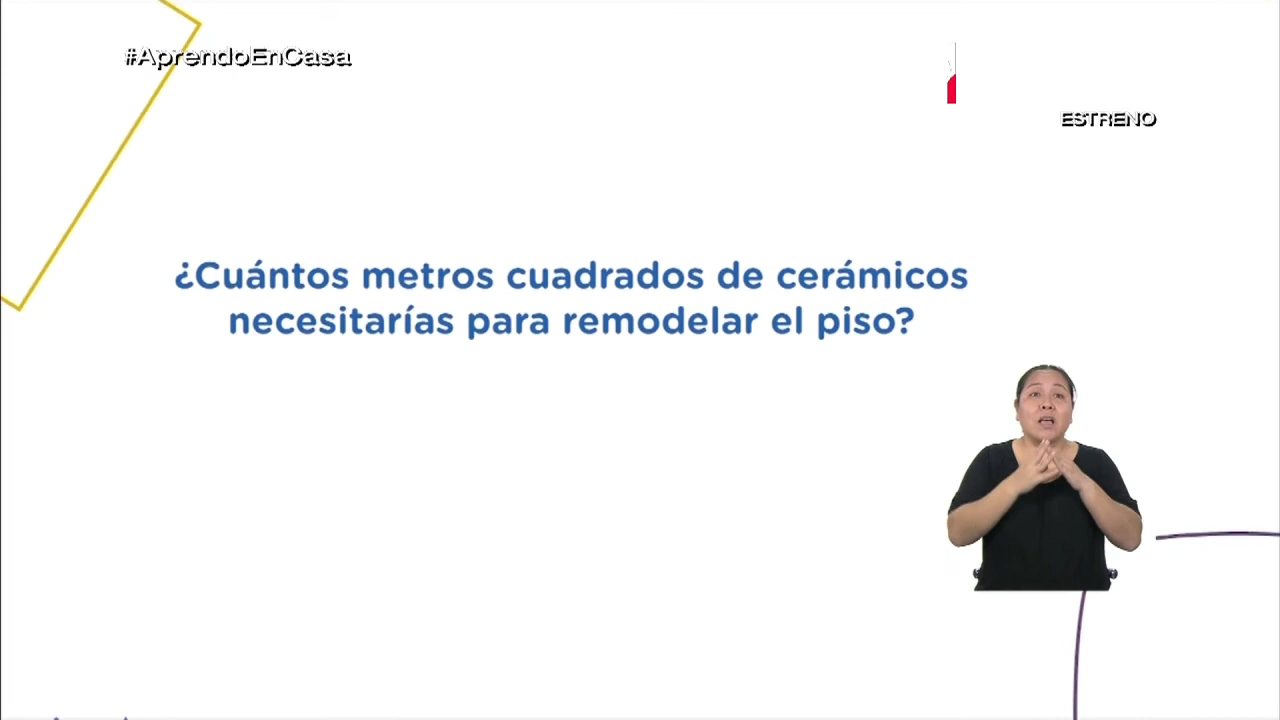 #AprendoEnCasa
ESTRENO
¿Cuántos metros cuadrados de cerámicos
necesitarías para remodelar el piso?